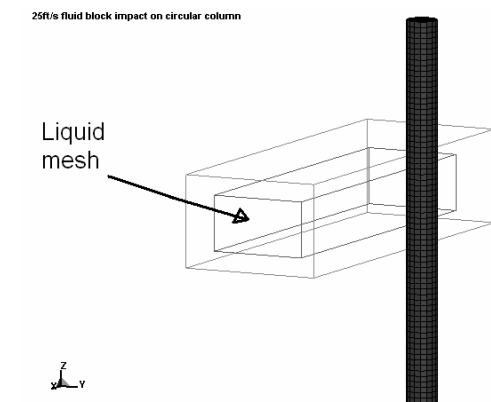 25ft/s fluid block impact on circular column
Liquid
mesh
Z
X Y